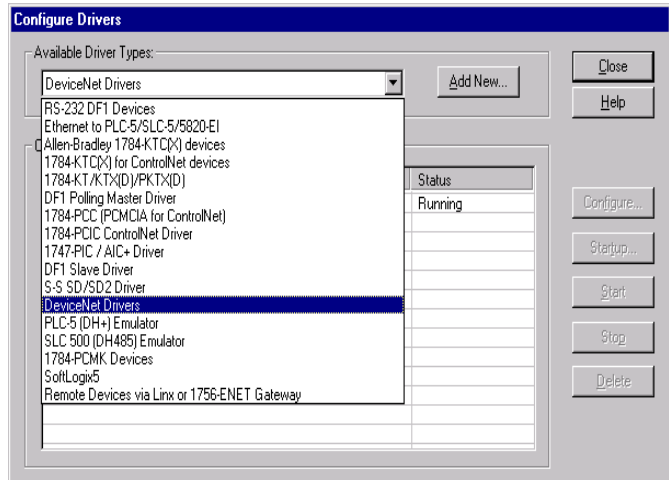 Configure Drivers
Available Driver Types:
DeviceNet Drivers
Add New...
Close
Help
RS-232 DF1 Devices
Ethernet to PLC-5/SLC-5/5820-EI
Allen-Bradley 1784-KTC(X) devices
1784-KTC(X) for ControlNet devices
1784-KT/KTX(D)/PKTX(D)
DF1 Polling Master Driver
1784-PCC (PCMCIA for ControlNet)
1784-PCIC ControlNet Driver
1747-PIC / AIC+ Driver
DF1 Slave Driver
S-S SD/SD2 Driver
DeviceNet Drivers
PLC-5 (DH+) Emulator
SLC 500 (DH485) Emulator
1784-PCMK Devices
SoftLogix5
Remote Devices via Linx or 1756-ENET Gateway
Status
Running
Configure...
Startup...
Start
Stop
Delete